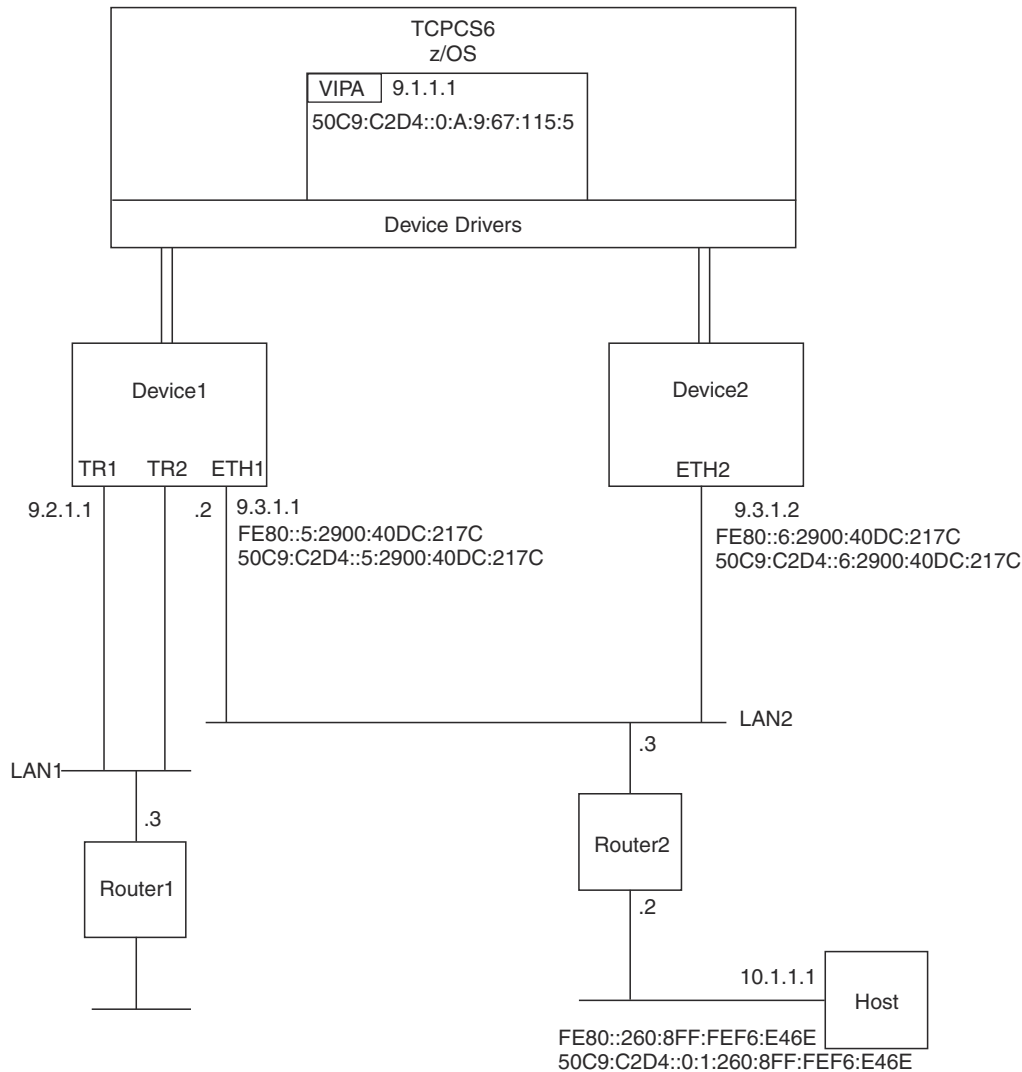 TCPCS6
z/OS
VIPA 9.1.1.1
50C9:C2D4::0:A:9:67:115:5
Device Drivers
Device1
Device2
TR1 TR2 ETH1
ETH2
9.2.1.1 .2 9.3.1.1
FE80::5:2900:40DC:217C
50C9:C2D4::5:2900:40DC:217C
9.3.1.2
FE80::6:2900:40DC:217C
50C9:C2D4::6:2900:40DC:217C
LAN2
.3
LAN1
.3
Router2
Router1
.2
10.1.1.1
Host
FE80::260:8FF:FEF6:E46E
50C9:C2D4::0:1:260:8FF:FEF6:E46E